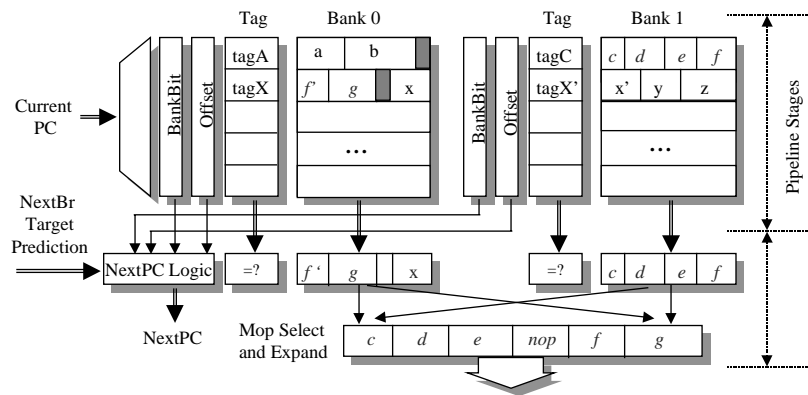 Tag Bank 0 Tag Bank 1
a b
tagA tagC c d e f
tagX f' g x tagX' x' y z
Current
PC
BankBit
Offset
BankBit
Offset
... ...
Pipeline Stages
NextBr
Target
Prediction
NextPC Logic =? f ‘ g x =? c d e f
NextPC
Mop Select
and Expand
c d e nop f g